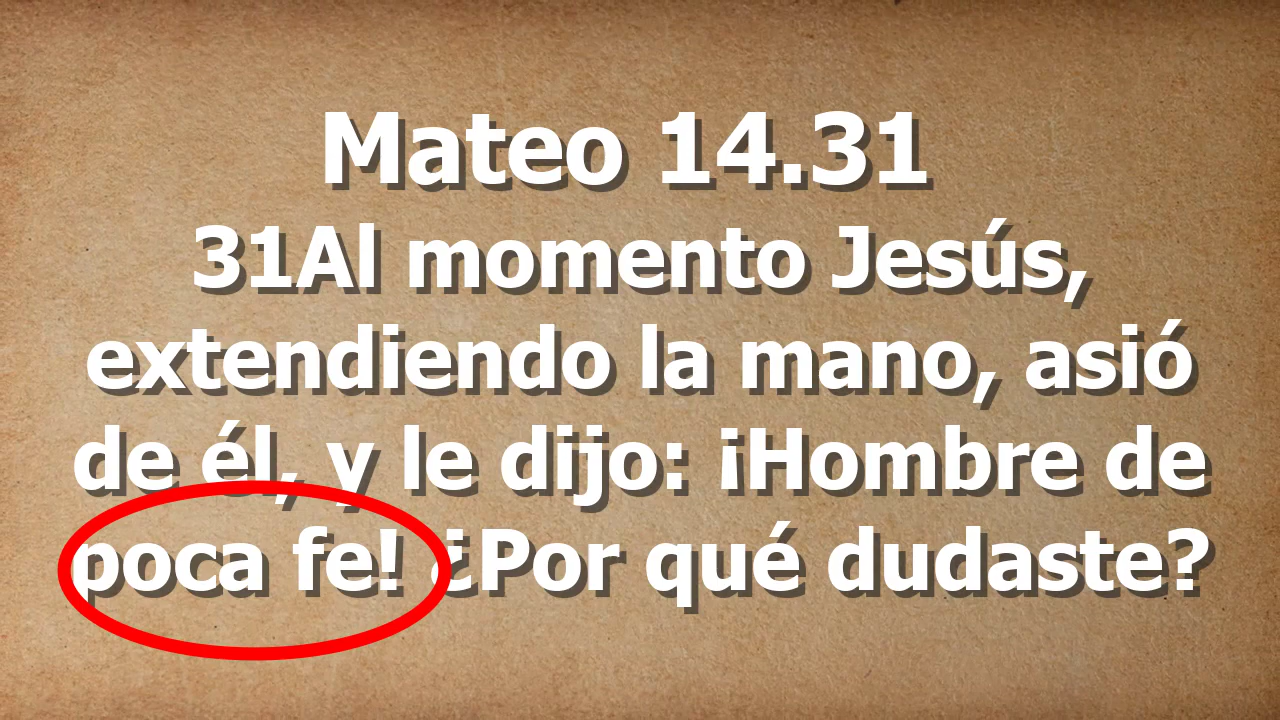 Mateo 14.31
31Al momento Jesús,
extendiendo la mano, asió
de él, y le dijo: ¡Hombre de
poca fe! ¿Por qué dudaste?